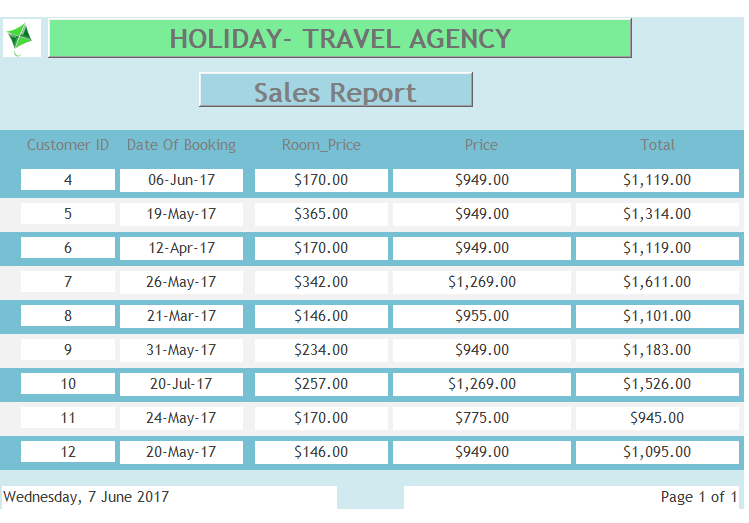 HOLIDAY- TRAVEL AGENCY
Sales Report
Customer ID Date Of Booking Room_Price Price Total
4 06-Jun-17 $170.00 $949.00 $1,119.00
5 19-May-17 $365.00 $949.00 $1,314.00
6 12-Apr-17 $170.00 $949.00 $1,119.00
7 26-May-17 $342.00 $1,269.00 $1,611.00
8 21-Mar-17 $146.00 $955.00 $1,101.00
9 31-May-17 $234.00 $949.00 $1,183.00
10 20-Jul-17 $257.00 $1,269.00 $1,526.00
11 24-May-17 $170.00 $775.00 $945.00
12 20-May-17 $146.00 $949.00 $1,095.00
Wednesday, 7 June 2017 Page 1 of 1